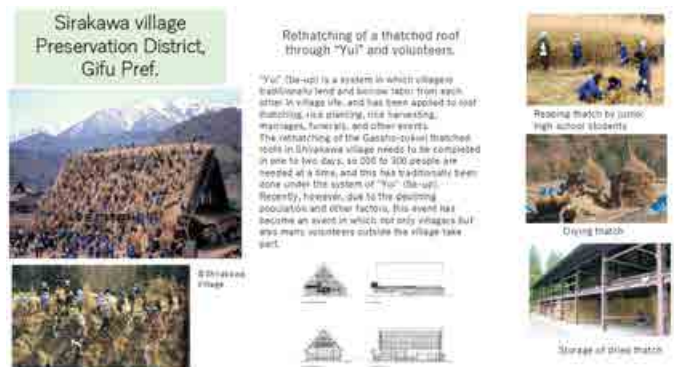 Sirakawa village
Preservation District,
Gifu Pref.
Rethatching of a thatched roof
through "Yui" and volunteers.
"Yui" (tie-up) is a system in which villagers
traditionally lend and borrow labor from each
other in village life, and has been applied to roof
thatching, rice planting, rice harvesting,
marriages, funerals, and other events.
The rethatching of the Gassho-zukuri thatched
roofs in Shirakawa village needs to be completed
in one to two days, so 200 to 300 people are
needed at a time, and this has traditionally been
done under the system of "Yui" (tie-up).
Recently, however, due to the declining
population and other factors, this event has
become an event in which not only villagers but
also many volunteers outside the village take
part.
©Shirakawa
Village
Reaping thatch by junior
high school students
Drying thatch
Storage of dried thatch